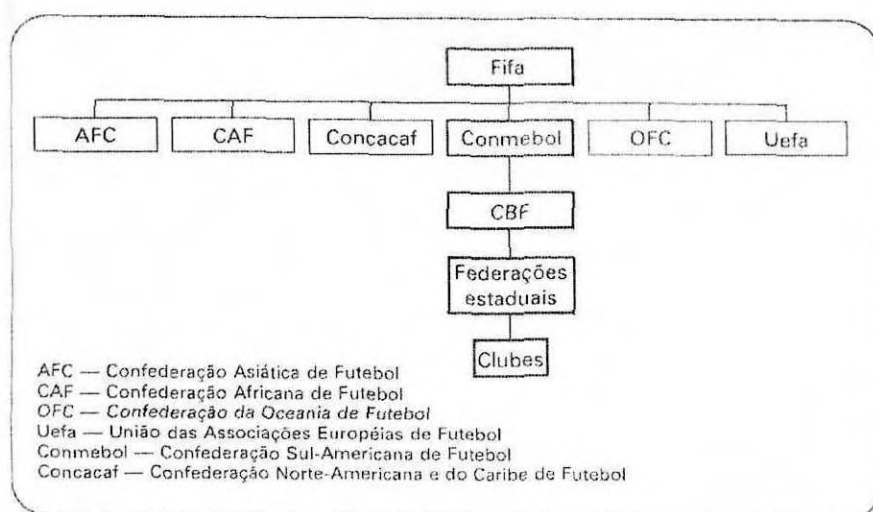 Fifa
AFC CAF Concacaf Conmebol OFC Uefa
CBF
Federações
estaduais
Clubes
AFC — Confederação Asiática de Futebol
CAF — Confederação Africana de Futebol
OFC — Confederação da Oceania de Futebol
Uefa — União das Associações Européias de Futebol
Conmebol — Confederação Sul-Americana de Futebol
Concacaf — Confederação Norte-Americana e do Caribe de Futebol